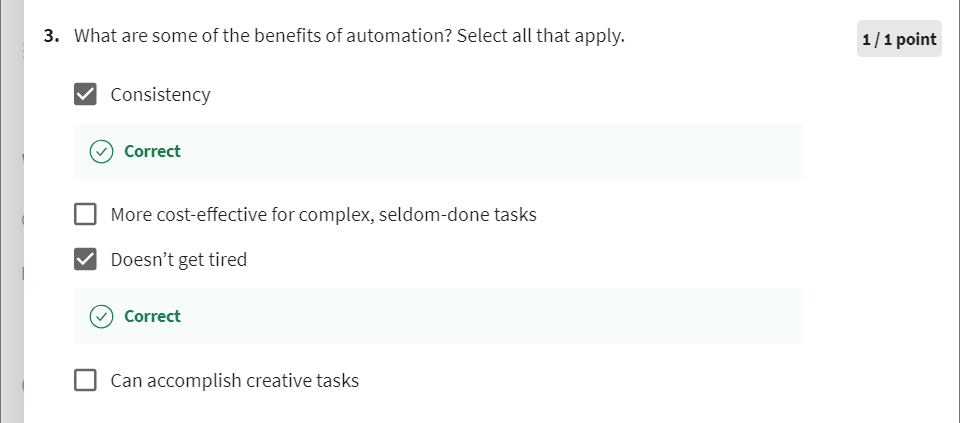 3. What are some of the benefits of automation? Select all that apply.
1 / 1 point
Consistency
Correct
More cost-effective for complex, seldom-done tasks
Doesn’t get tired
Correct
Can accomplish creative tasks